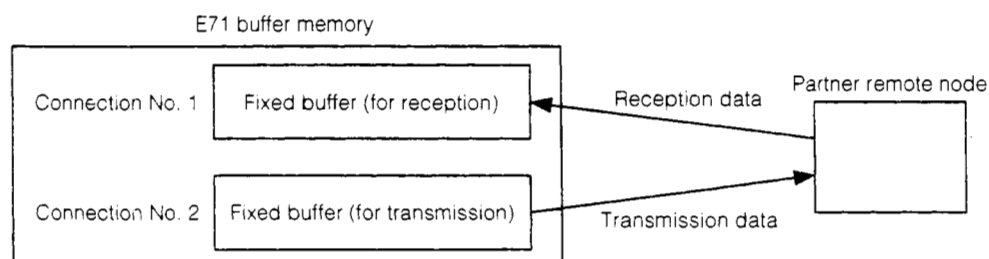 E71 buffer memory
Connection No. 1
Fixed buffer (for reception)
Reception data
Partner remote node
Connection No. 2
Fixed buffer (for transmission)
Transmission data